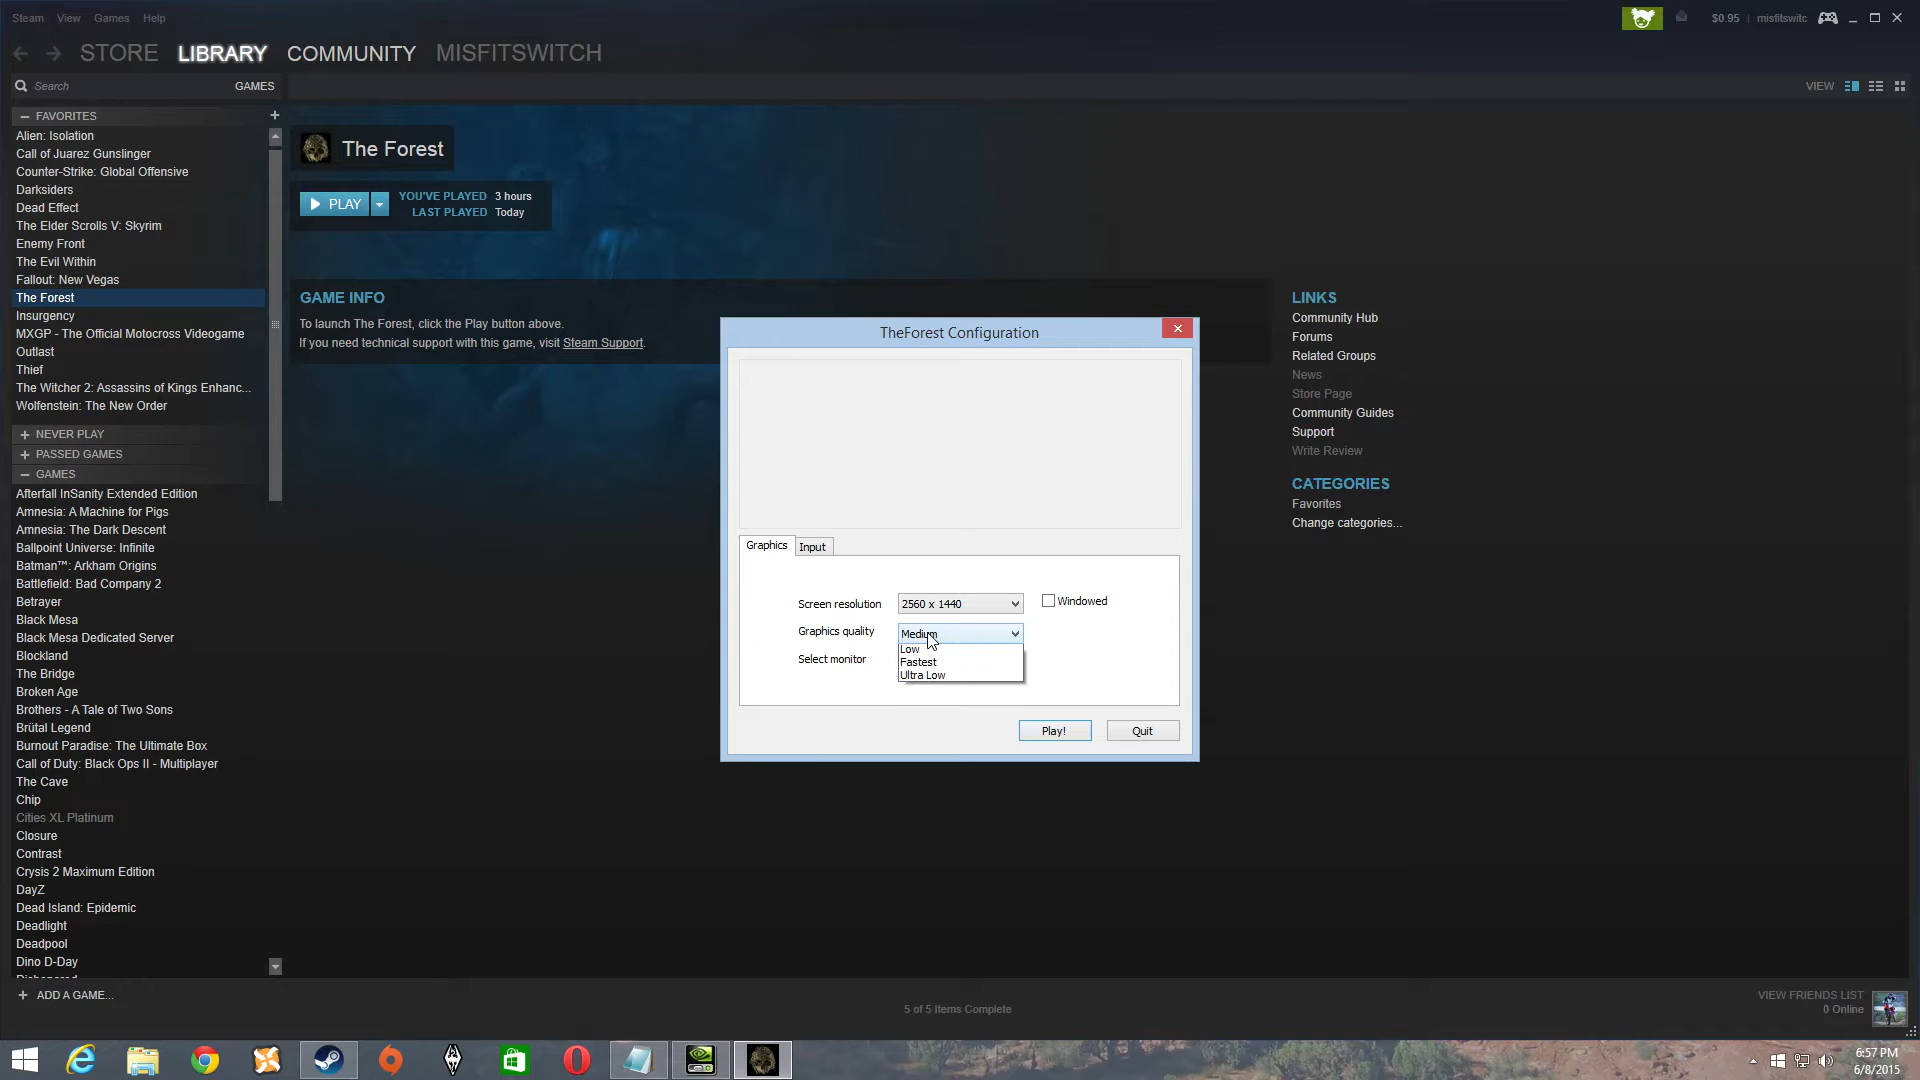 Steam View Games Help
$0.95 | misfitswitc
STORE LIBRARY COMMUNITY MISFITSWITCH
Search GAMES
VIEW
— FAVORITES +
Alien: Isolation
Call of Juarez Gunslinger
Counter-Strike: Global Offensive
Darksiders
Dead Effect
The Elder Scrolls V: Skyrim
Enemy Front
The Evil Within
Fallout: New Vegas
The Forest
Insurgency
MXGP - The Official Motocross Videogame
Outlast
Thief
The Witcher 2: Assassins of Kings Enhanc...
Wolfenstein: The New Order
+ NEVER PLAY
+ PASSED GAMES
— GAMES
Afterfall InSanity Extended Edition
Amnesia: A Machine for Pigs
Amnesia: The Dark Descent
Ballpoint Universe: Infinite
Batman™: Arkham Origins
Battlefield: Bad Company 2
Betrayer
Black Mesa
Black Mesa Dedicated Server
Blockland
The Bridge
Broken Age
Brothers - A Tale of Two Sons
Brütal Legend
Burnout Paradise: The Ultimate Box
Call of Duty: Black Ops II - Multiplayer
The Cave
Chip
Cities XL Platinum
Closure
Contrast
Crysis 2 Maximum Edition
DayZ
Dead Island: Epidemic
Deadlight
Deadpool
Dino D-Day
+ ADD A GAME...
The Forest
PLAY
YOU'VE PLAYED 3 hours
LAST PLAYED Today
GAME INFO
To launch The Forest, click the Play button above.
If you need technical support with this game, visit Steam Support.
TheForest Configuration
Graphics Input
Screen resolution 2560 x 1440 Windowed
Graphics quality Medium
Low
Fastest
Ultra Low
Select monitor
Play! Quit
LINKS
Community Hub
Forums
Related Groups
News
Store Page
Community Guides
Support
Write Review
CATEGORIES
Favorites
Change categories...
5 of 5 Items Complete
VIEW FRIENDS LIST
0 Online
6:57 PM
6/8/2015